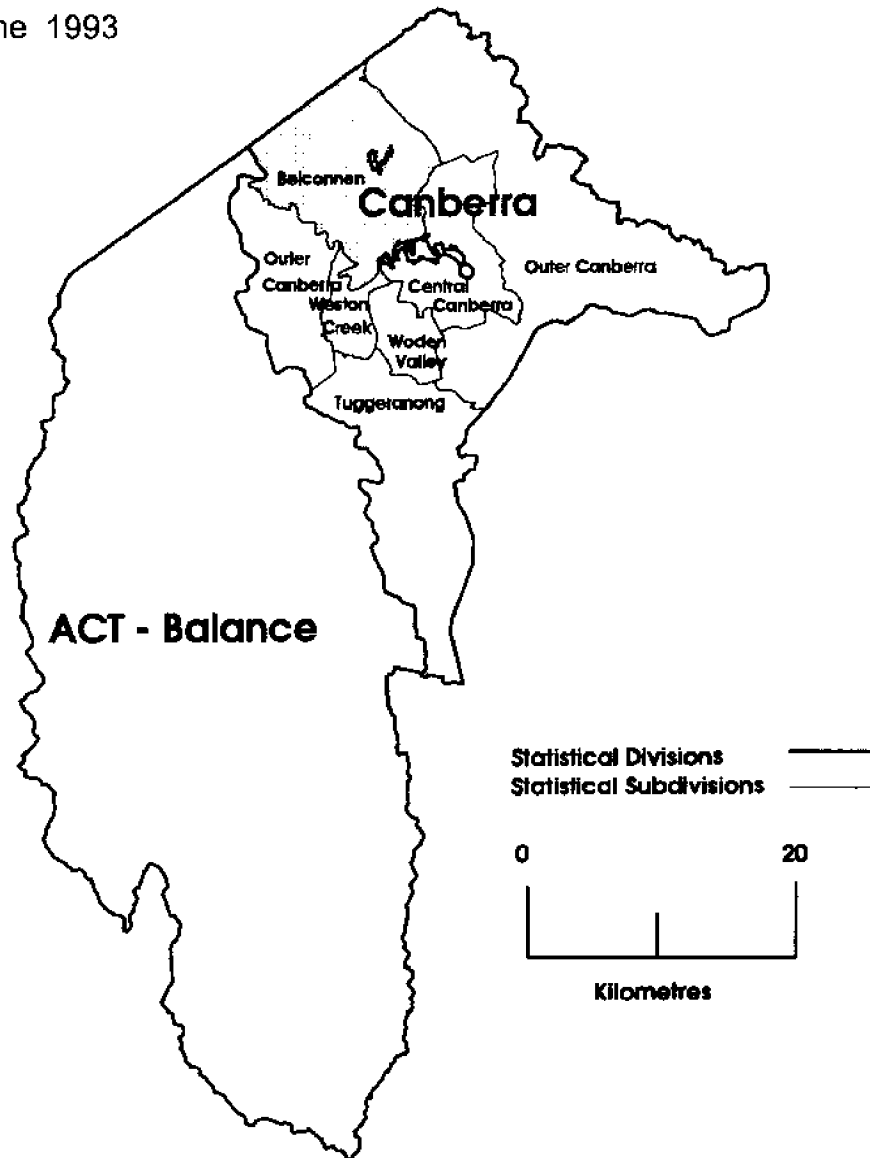 1993
Belconnen
Canberra
Outer
Canberra
Outer Canberra
Central
Canberra
Weston
Creek
Woden
Valley
Tuggeranong
ACT - Balance
Statistical Divisions
Statistical Subdivisions
0 20
Kilometres